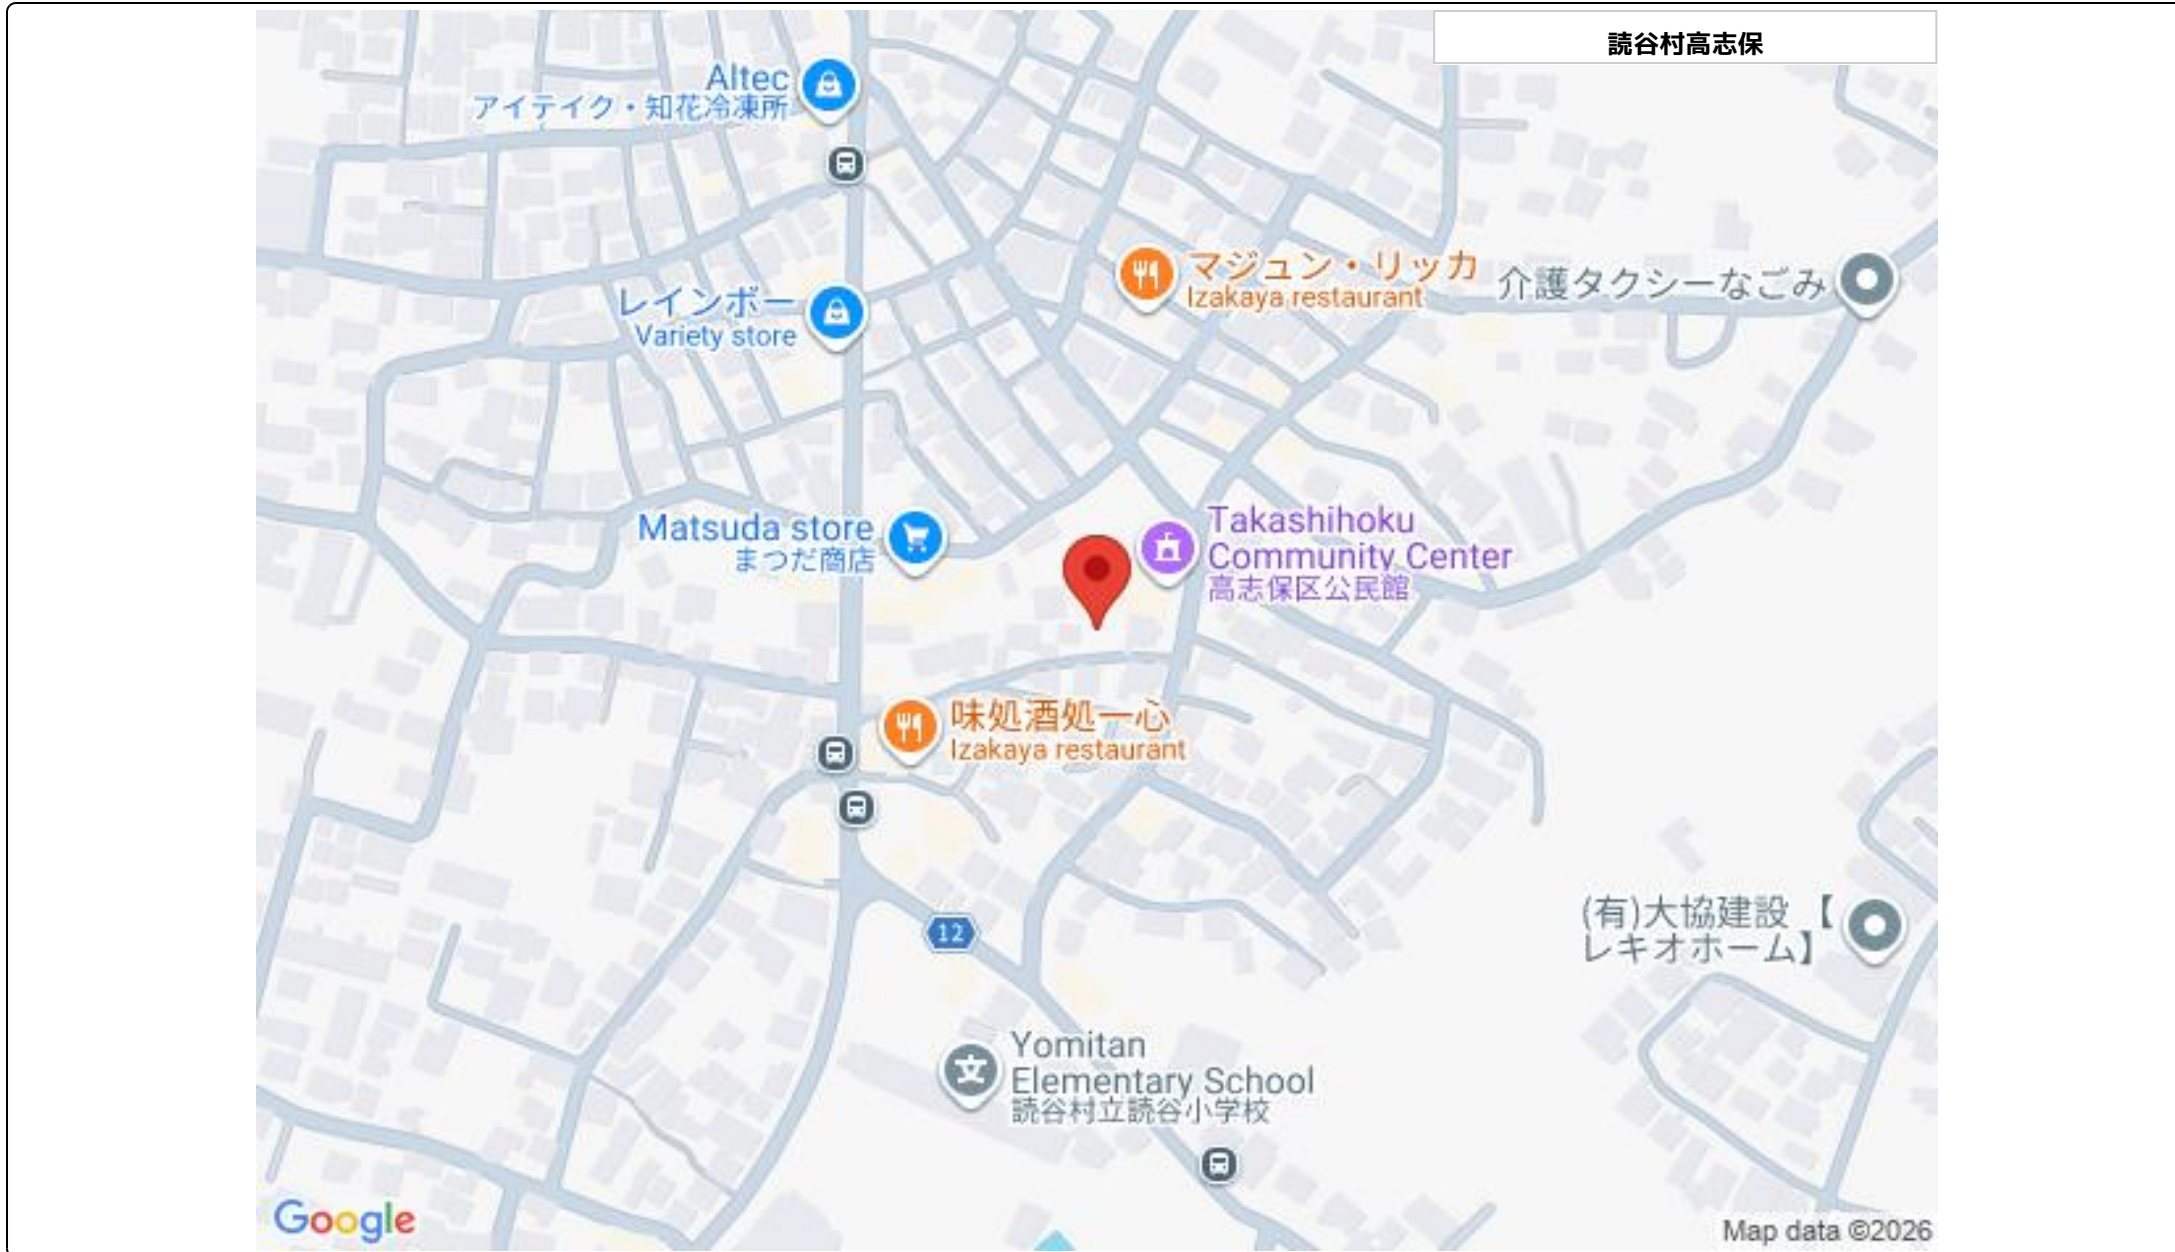 読谷村高志保
Altec
アイテイク・知花冷凍所
マジュン・リッカ
Izakaya restaurant
介護タクシーなごみ
レインボー
Variety store
Takashihoku
Community Center
高志保区公民館
Matsuda store
まつだ商店
味処酒処一心
Izakaya restaurant
12
(有)大協建設 【
レキオホーム】
Yomitan
Elementary School
読谷村立読谷小学校
文
Google
Map data ©2026